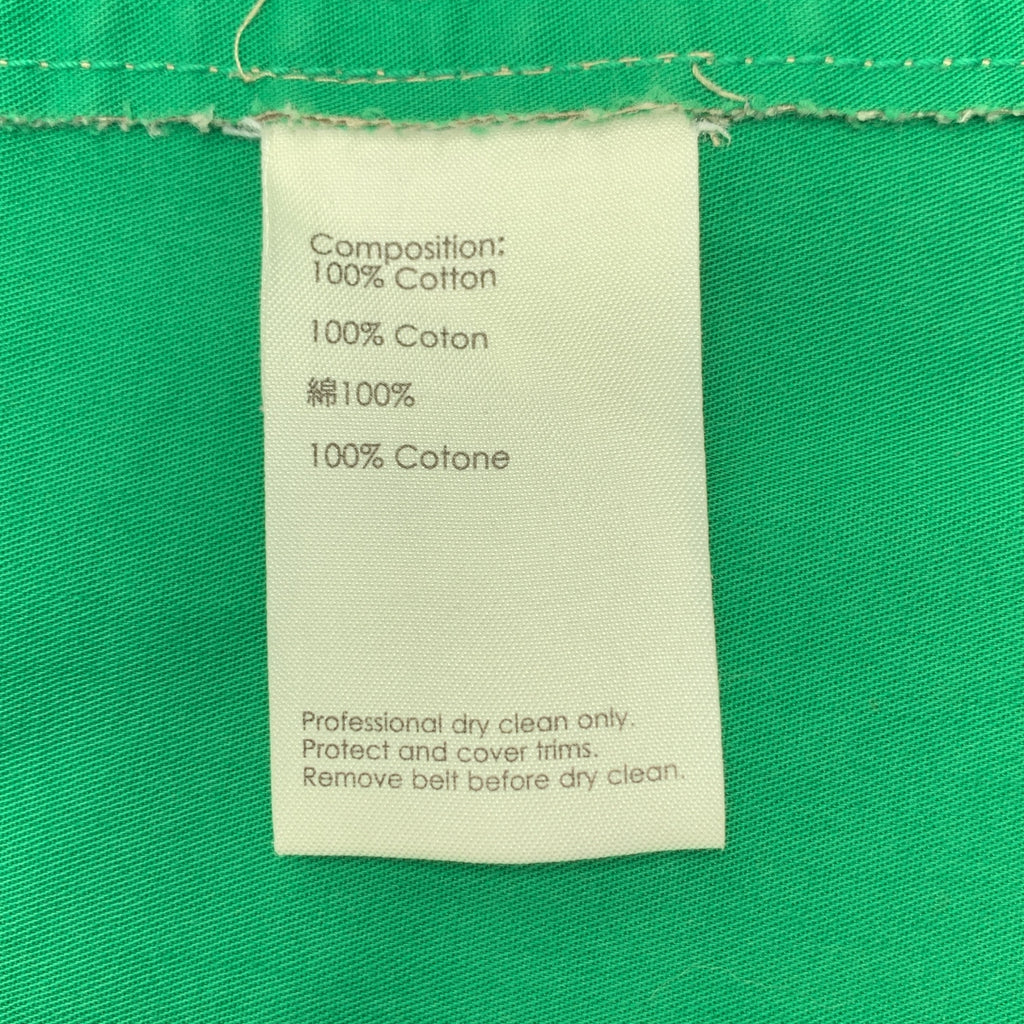 Composition:
100% Cotton
100% Coton
綿100%
100% Cotone
Professional dry clean only.
Protect and cover trims.
Remove belt before dry clean.